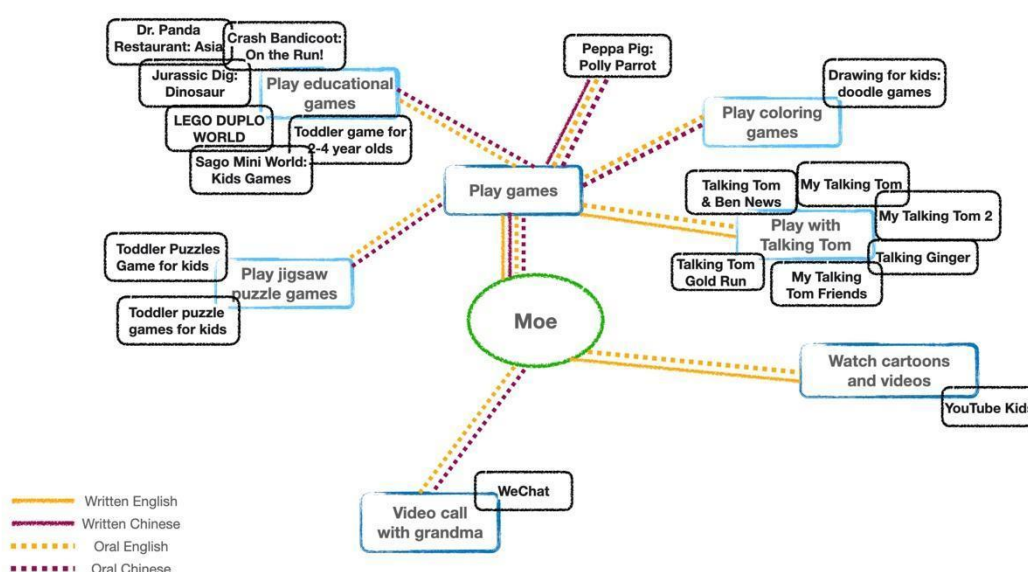 Dr. Panda
Restaurant: Asia
Crash Bandicoot:
On the Run!
Jurassic Dig:
Dinosaur
Play educational
games
LEGO DUPLO
WORLD
Toddler game for
2-4 year olds
Sago Mini World:
Kids Games
Peppa Pig:
Polly Parrot
Drawing for kids:
doodle games
Play coloring
games
Play games
Talking Tom
& Ben News
My Talking Tom
My Talking Tom 2
Play with
Talking Tom
Talking Ginger
Talking Tom
Gold Run
My Talking
Tom Friends
Toddler Puzzles
Game for kids
Play jigsaw
puzzle games
Toddler puzzle
games for kids
Moe
Watch cartoons
and videos
YouTube Kids
WeChat
Video call
with grandma
Written English
Written Chinese
Oral English
Oral Chinese